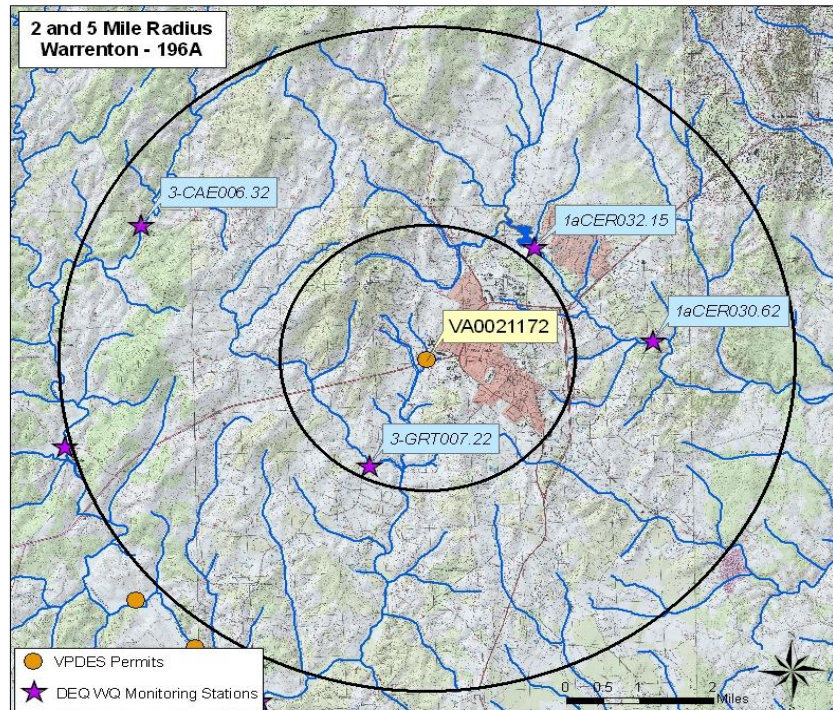 2 and 5 Mile Radius
Warrenton - 196A
3-CAE006.32
1aCER032.15
1aCER030.62
VA0021172
3-GRT007.22
VPDES Permits
DEQ WQ Monitoring Stations
0 0.5 1 2
Miles